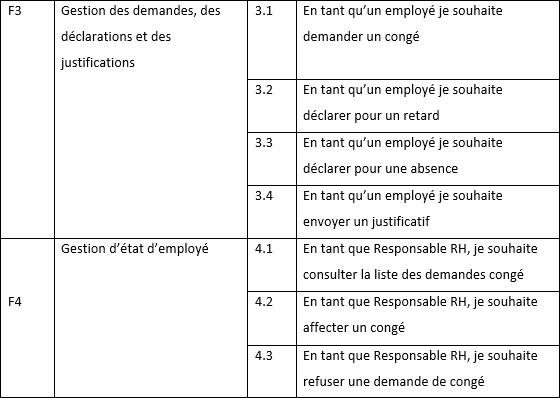 F3
Gestion des demandes, des
déclarations et des
justifications
3.1
En tant qu’un employé je souhaite
demander un congé
3.2
En tant qu’un employé je souhaite
déclarer pour un retard
3.3
En tant qu’un employé je souhaite
déclarer pour une absence
3.4
En tant qu’un employé je souhaite
envoyer un justificatif
F4
Gestion d’état d’employé
4.1
En tant que Responsable RH, je souhaite
consulter la liste des demandes congé
4.2
En tant que Responsable RH, je souhaite
affecter un congé
4.3
En tant que Responsable RH, je souhaite
refuser une demande de congé